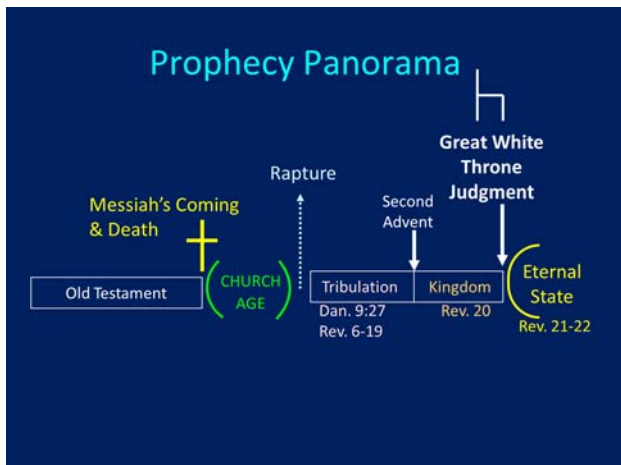 Prophecy Panorama
Great White
Throne
Judgment
Rapture
Second
Advent
Messiah's Coming
& Death
Old Testament
CHURCH
AGE
Tribulation
Kingdom
Eternal
State
Dan. 9:27
Rev. 6-19
Rev. 20
Rev. 21-22